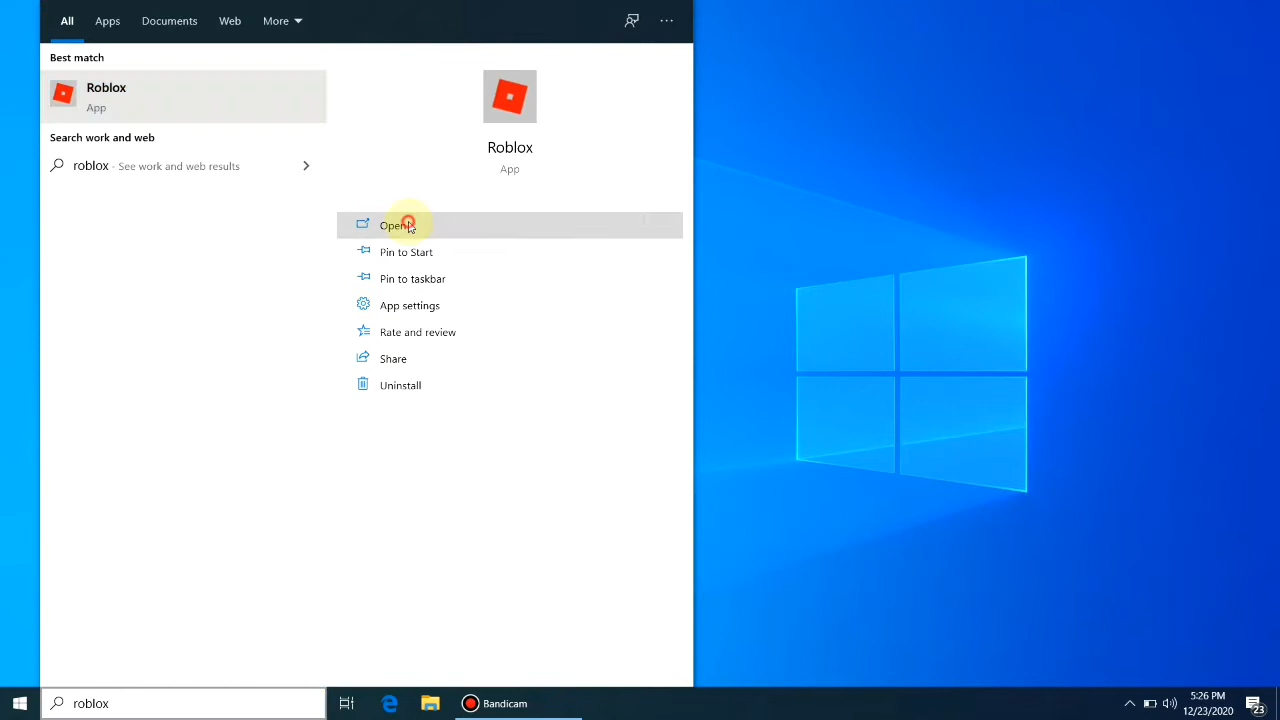 All Apps Documents Web More
Best match
Roblox
App
Search work and web
roblox - See work and web results
Roblox
App
Open
Pin to Start
Pin to taskbar
App settings
Rate and review
Share
Uninstall
roblox
Bandicam
5:26 PM
12/23/2020
23